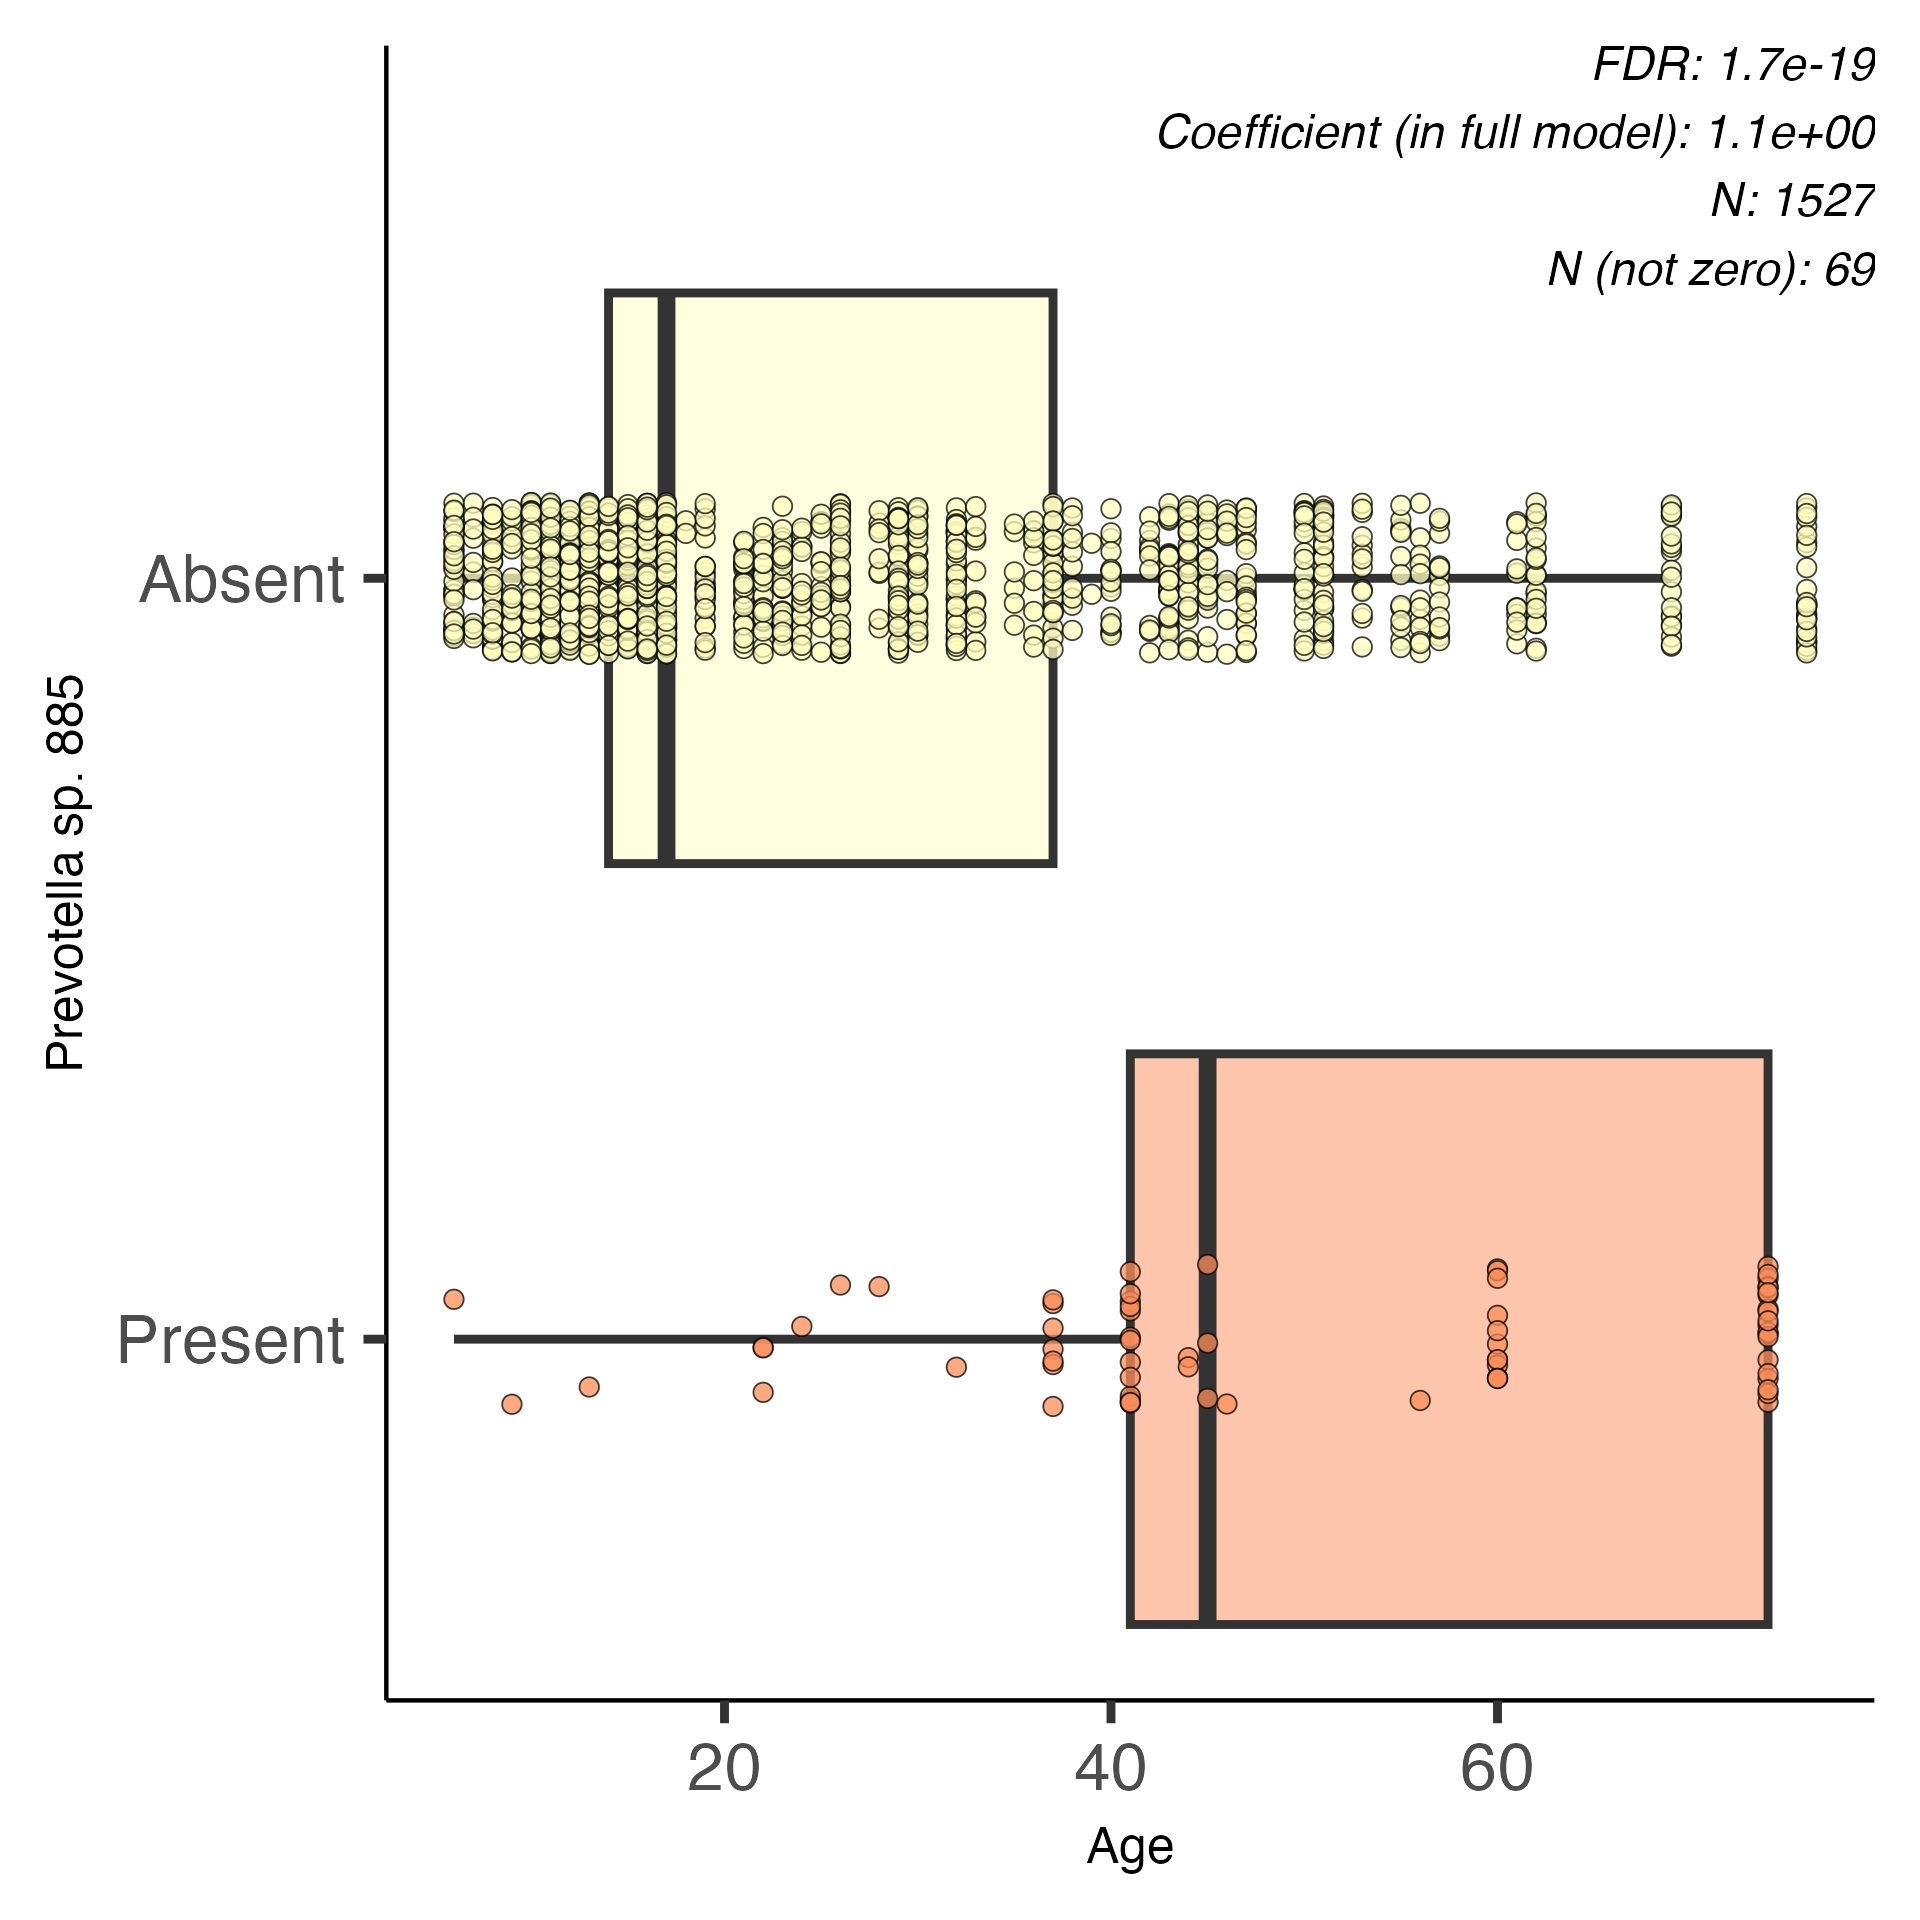 FDR: 1.7e-19
Coefficient (in full model): 1.1e+00
N: 1527
N (not zero): 69
Absent
Prevotella sp. 885
Present
20 40 60
Age